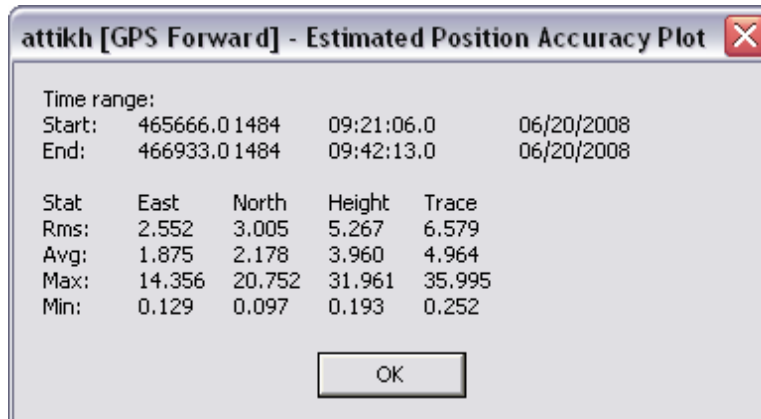 attikh [GPS Forward] - Estimated Position Accuracy Plot
Time range:
Start: 465666.0 1484 09:21:06.0 06/20/2008
End: 466933.0 1484 09:42:13.0 06/20/2008
Stat East North Height Trace
Rms: 2.552 3.005 5.267 6.579
Avg: 1.875 2.178 3.960 4.964
Max: 14.356 20.752 31.961 35.995
Min: 0.129 0.097 0.193 0.252
OK